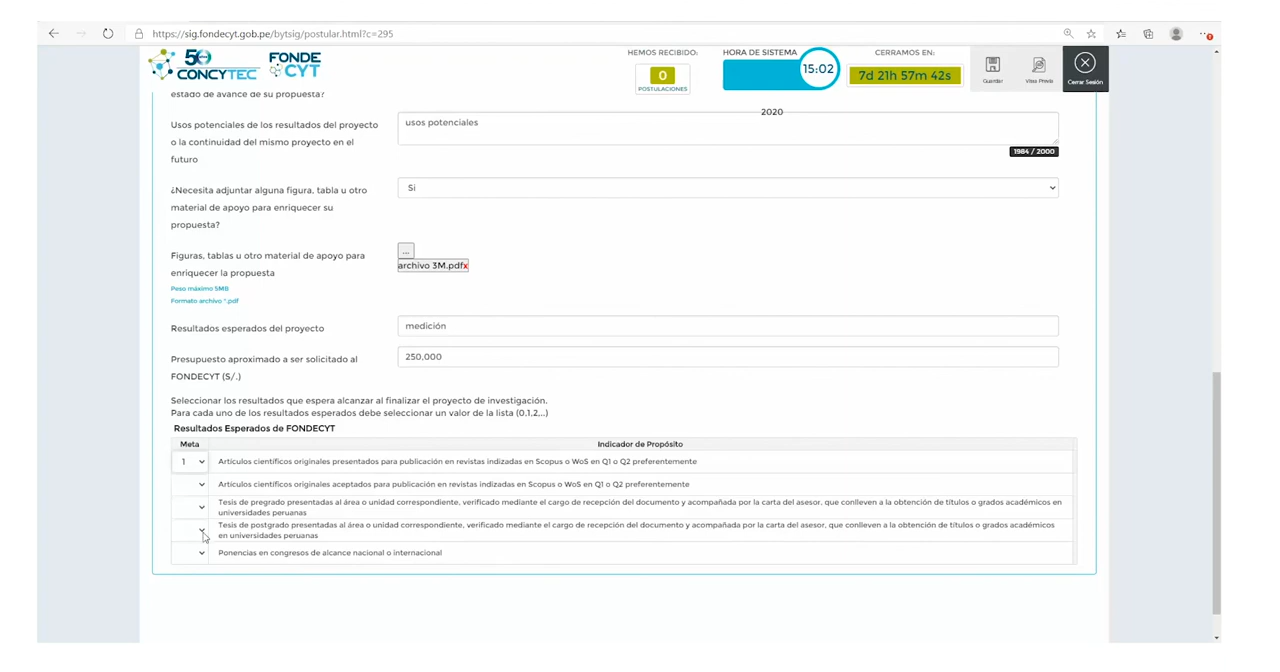 https://sig.fondecyt.gob.pe/bytsig/postular.html?c=295
50
CONCYTEC
FONDE
CYT
HEMOS RECIBIDO:
0
POSTULACIONES
HORA DE SISTEMA
15:02
CERRAMOS EN:
7d 21h 57m 42s
Guardar
Vista Previa
Cerrar Sesión
estado de avance de su propuesta?
2020
Usos potenciales de los resultados del proyecto
o la continuidad del mismo proyecto en el
futuro
usos potenciales
1984 / 2000
¿Necesita adjuntar alguna figura, tabla u otro
material de apoyo para enriquecer su
propuesta?
Si
Figuras, tablas u otro material de apoyo para
enriquecer la propuesta
Peso máximo 5MB
Formato archivo *.pdf
...
archivo 3M.pdfx
Resultados esperados del proyecto
medición
Presupuesto aproximado a ser solicitado al
FONDECYT (S/.)
250,000
Seleccionar los resultados que espera alcanzar al finalizar el proyecto de investigación.
Para cada uno de los resultados esperados debe seleccionar un valor de la lista (0,1,2,..)
Resultados Esperados de FONDECYT
Meta Indicador de Propósito
1 Artículos científicos originales presentados para publicación en revistas indizadas en Scopus o WoS en Q1 o Q2 preferentemente
Artículos científicos originales aceptados para publicación en revistas indizadas en Scopus o WoS en Q1 o Q2 preferentemente
Tesis de pregrado presentadas al área o unidad correspondiente, verificado mediante el cargo de recepción del documento y acompañada por la carta del asesor, que conlleven a la obtención de títulos o grados académicos en
universidades peruanas
Tesis de postgrado presentadas al área o unidad correspondiente, verificado mediante el cargo de recepción del documento y acompañada por la carta del asesor, que conlleven a la obtención de títulos o grados académicos
en universidades peruanas
Ponencias en congresos de alcance nacional o internacional